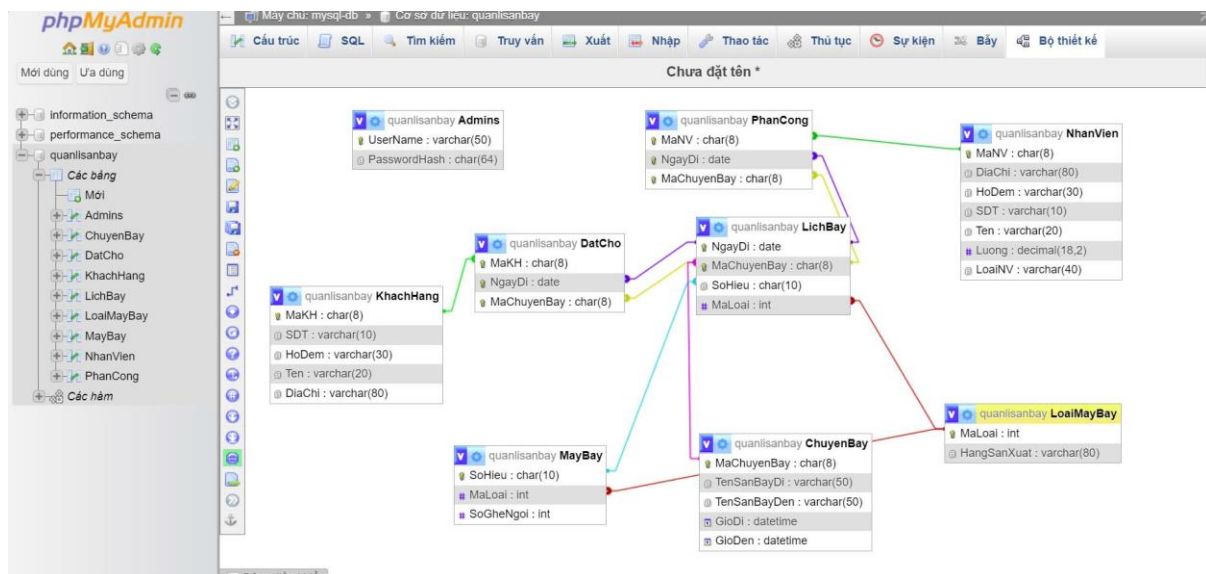 phpMyAdmin
Mới dùng Ưa dùng
information_schema
performance_schema
quanlisanbay
Các bảng
Mới
Admins
ChuyenBay
DatCho
KhachHang
LichBay
LoaiMayBay
MayBay
NhanVien
PhanCong
Các hàm
Máy chủ: mysql-db » Cơ sở dữ liệu: quanlisanbay
Cấu trúc SQL Tìm kiếm Truy vấn Xuất Nhập Thao tác Thủ tục Sự kiện Bẫy Bộ thiết kế
Chưa đặt tên *
quanlisanbay Admins
UserName : varchar(50)
PasswordHash : char(64)
quanlisanbay PhanCong
MaNV : char(8)
NgayDi : date
MaChuyenBay : char(8)
quanlisanbay NhanVien
MaNV : char(8)
DiaChi : varchar(80)
HoDem : varchar(30)
SDT : varchar(10)
Ten : varchar(20)
Luong : decimal(18,2)
LoaiNV : varchar(40)
quanlisanbay DatCho
MaKH : char(8)
NgayDi : date
MaChuyenBay : char(8)
quanlisanbay LichBay
NgayDi : date
MaChuyenBay : char(8)
SoHieu : char(10)
MaLoai : int
quanlisanbay KhachHang
MaKH : char(8)
SDT : varchar(10)
HoDem : varchar(30)
Ten : varchar(20)
DiaChi : varchar(80)
quanlisanbay LoaiMayBay
MaLoai : int
HangSanXuat : varchar(80)
quanlisanbay MayBay
SoHieu : char(10)
MaLoai : int
SoGheNgoi : int
quanlisanbay ChuyenBay
MaChuyenBay : char(8)
TenSanBayDi : varchar(50)
TenSanBayDen : varchar(50)
GioDi : datetime
GioDen : datetime